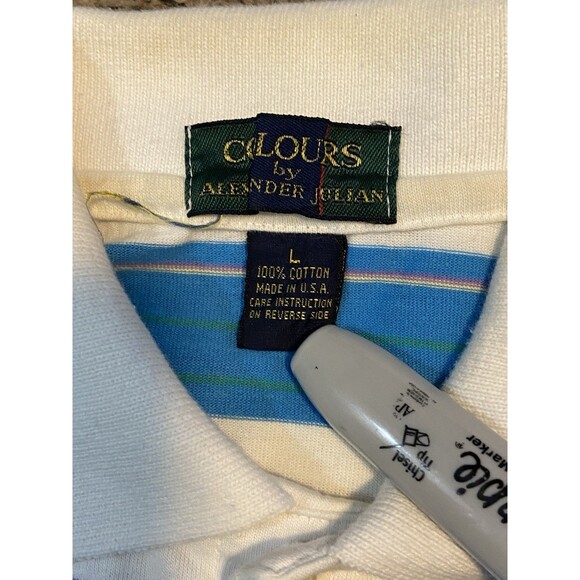 COLOURS
by
ALEXANDER JULIAN
L
100% COTTON
MADE IN U.S.A.
CARE INSTRUCTION
ON REVERSE SIDE
AP
Chisel
Tip
Marker